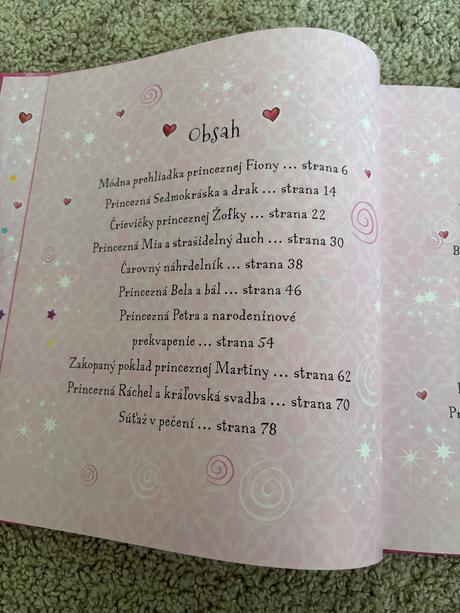 Obsah
Módna prehliadka princeznej Fiony ... strana 6
Princezná Sedmokráska a drak ... strana 14
Črievičky princeznej Žofky ... strana 22
Princezná Mia a strašidelný duch ... strana 30
Čarovný náhrdelník ... strana 38
Princezná Bela a bál ... strana 46
Princezná Petra a narodeninové
prekvapenie ... strana 54
Zakopaný poklad princeznej Martiny ... strana 62
Princezná Ráchel a kráľovská svadba ... strana 70
Súťaž v pečení ... strana 78